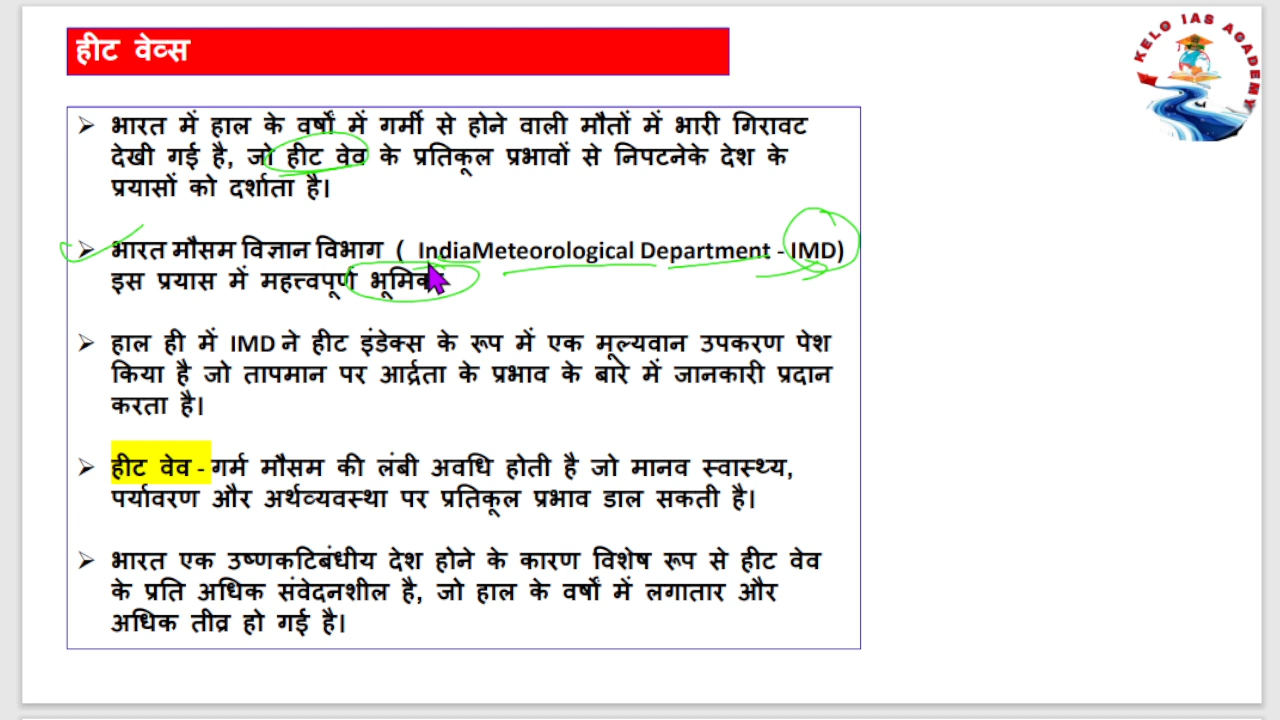 हीट वेव्स
KELO IAS ACADEMY
➢ भारत में हाल के वर्षों में गर्मी से होने वाली मौतों में भारी गिरावट
देखी गई है, जो हीट वेव के प्रतिकूल प्रभावों से निपटनेके देश के
प्रयासों को दर्शाता है।
➢ भारत मौसम विज्ञान विभाग ( IndiaMeteorological Department - IMD)
इस प्रयास में महत्त्वपूर्ण
➢ हाल ही में IMD ने हीट इंडेक्स के रूप में एक मूल्यवान उपकरण पेश
किया है जो तापमान पर आर्द्रता के प्रभाव के बारे में जानकारी प्रदान
करता है।
➢ हीट वेव - गर्म मौसम की लंबी अवधि होती है जो मानव स्वास्थ्य,
पर्यावरण और अर्थव्यवस्था पर प्रतिकूल प्रभाव डाल सकती है।
➢ भारत एक उष्णकटिबंधीय देश होने के कारण विशेष रूप से हीट वेव
के प्रति अधिक संवेदनशील है, जो हाल के वर्षों में लगातार और
अधिक तीव्र हो गई है।